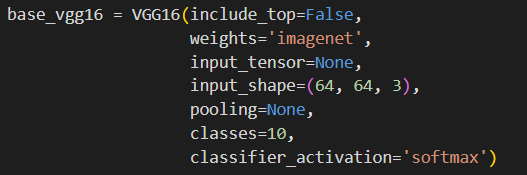 base_vgg16 = VGG16(include_top=False,
weights='imagenet',
input_tensor=None,
input_shape=(64, 64, 3),
pooling=None,
classes=10,
classifier_activation='softmax')